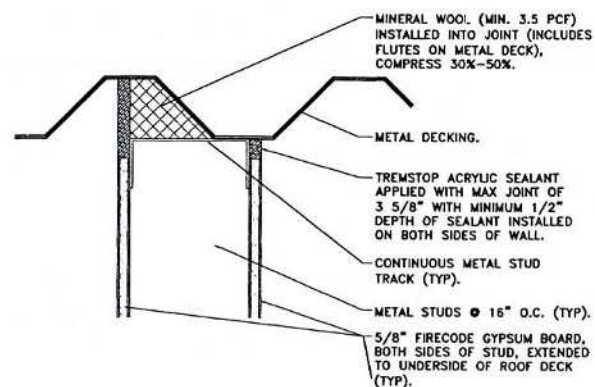 MINERAL WOOL (MIN. 3.5 PCF)
INSTALLED INTO JOINT (INCLUDES
FLUTES ON METAL DECK),
COMPRESS 30%-50%.
METAL DECKING.
TREMSTOP ACRYLIC SEALANT
APPLIED WITH MAX JOINT OF
3 5/8" WITH MINIMUM 1/2"
DEPTH OF SEALANT INSTALLED
ON BOTH SIDES OF WALL.
CONTINUOUS METAL STUD
TRACK (TYP).
METAL STUDS @ 16" O.C. (TYP).
5/8" FIRECODE GYPSUM BOARD,
BOTH SIDES OF STUD, EXTENDED
TO UNDERSIDE OF ROOF DECK
(TYP).